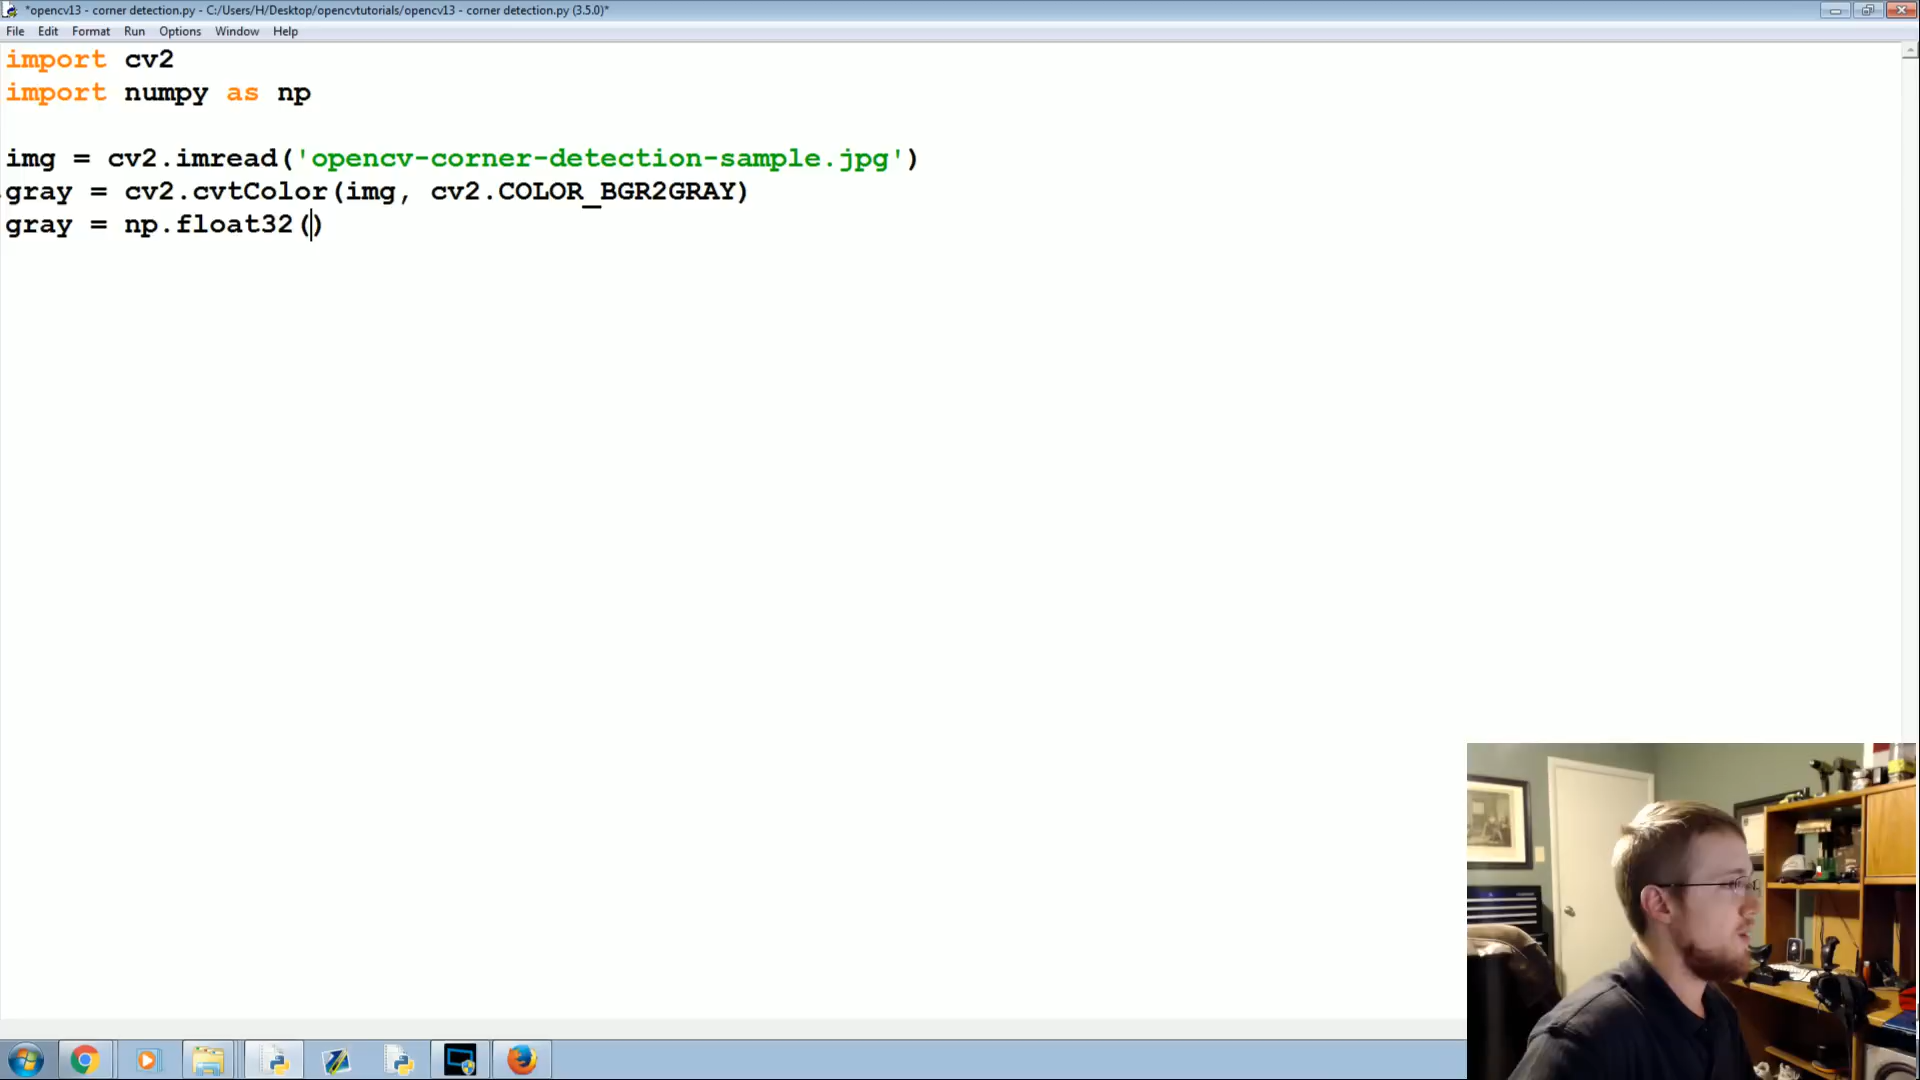 *opencv13 - corner detection.py - C:/Users/H/Desktop/opencvtutorials/opencv13 - corner detection.py (3.5.0)*
File Edit Format Run Options Window Help
import cv2
import numpy as np
img = cv2.imread('opencv-corner-detection-sample.jpg')
gray = cv2.cvtColor(img, cv2.COLOR_BGR2GRAY)
gray = np.float32()